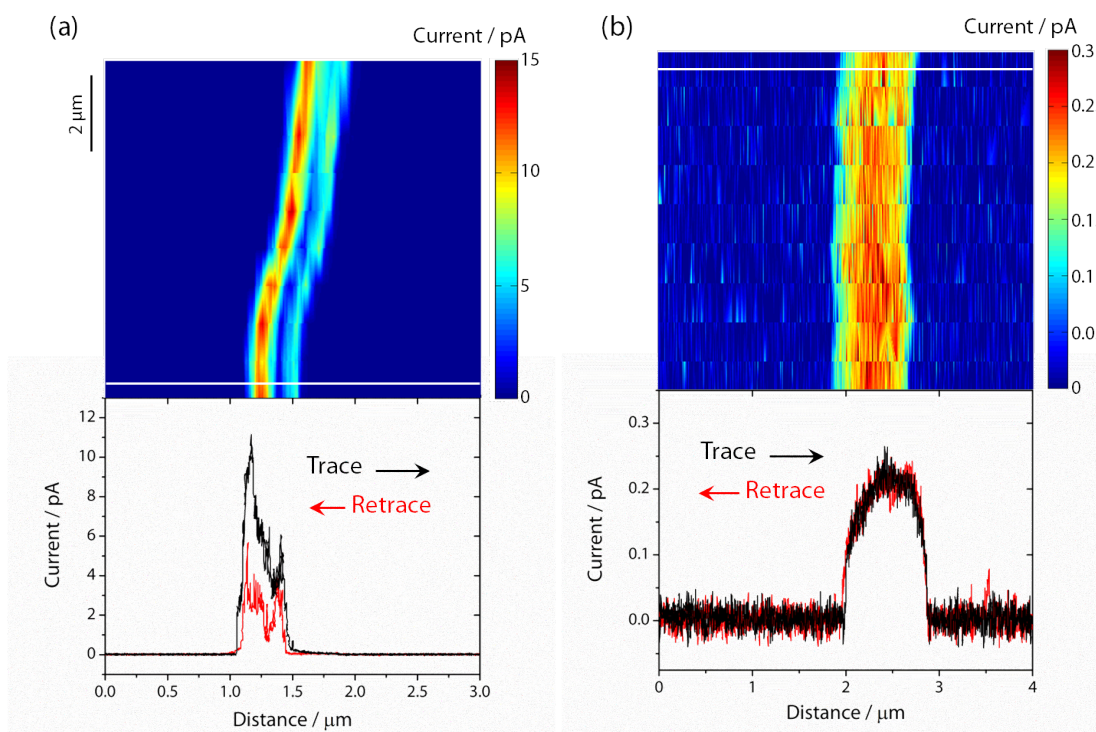 (a)
Current / pA
15
10
5
0
2 µm
12
10
8
6
4
2
0
Current / pA
Trace
Retrace
0.0
0.5
1.0
1.5
2.0
2.5
3.0
Distance / µm
(b)
Current / pA
0.3
0.2
0.2
0.1
0.1
0.0
0
0.3
0.2
0.1
0.0
Current / pA
Trace
Retrace
0
1
2
3
4
Distance / µm